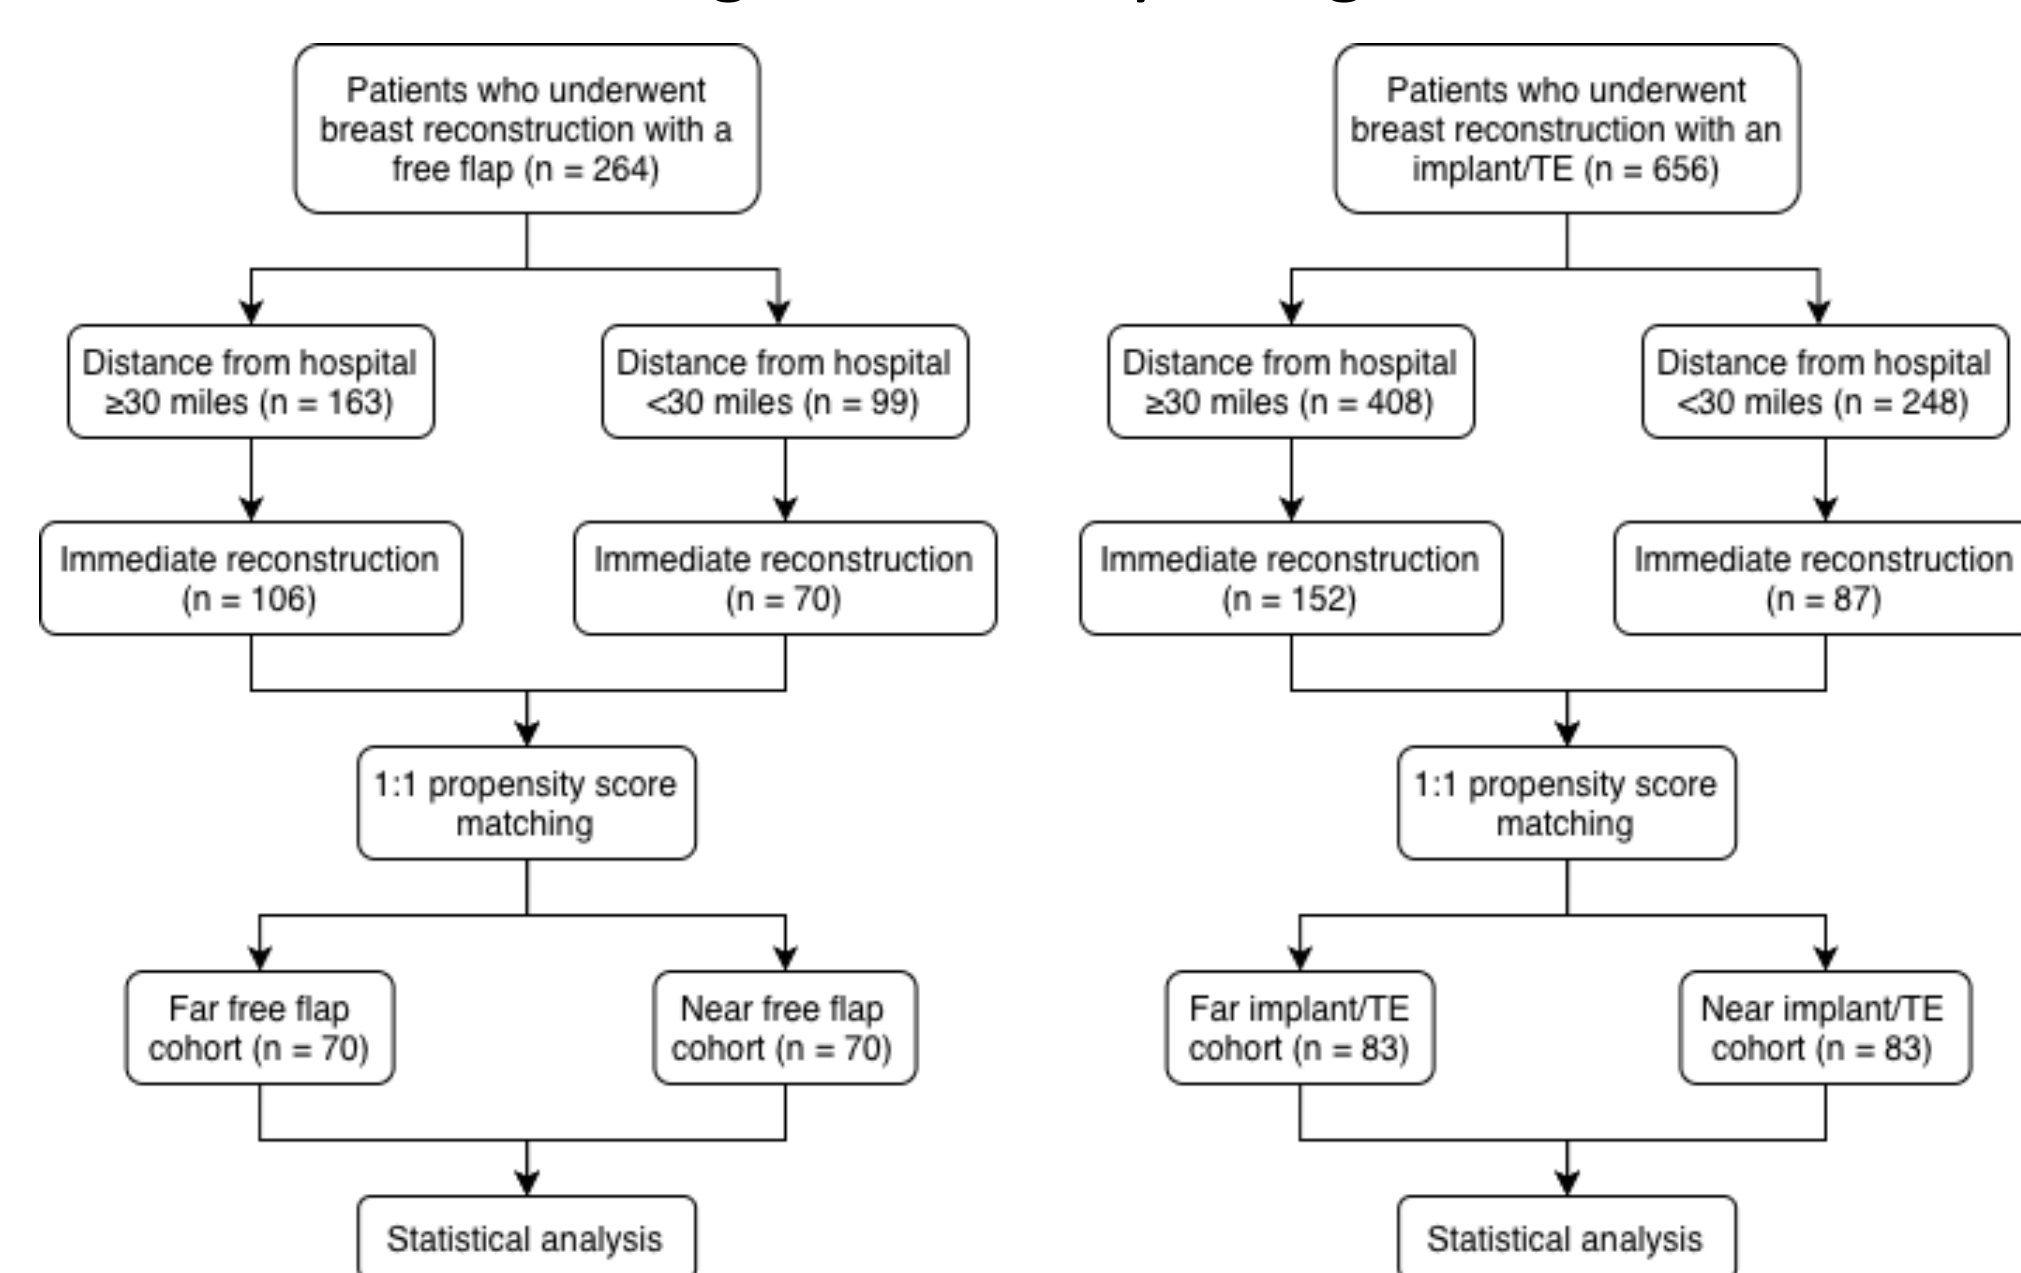 Patients who underwent
breast reconstruction with a
free flap (n = 264)
Distance from hospital
≥30 miles (n = 163)
Distance from hospital
<30 miles (n = 99)
Immediate reconstruction
(n = 106)
Immediate reconstruction
(n = 70)
1:1 propensity score
matching
Far free flap
cohort (n = 70)
Near free flap
cohort (n = 70)
Statistical analysis
Patients who underwent
breast reconstruction with an
implant/TE (n = 656)
Distance from hospital
≥30 miles (n = 408)
Distance from hospital
<30 miles (n = 248)
Immediate reconstruction
(n = 152)
Immediate reconstruction
(n = 87)
1:1 propensity score
matching
Far implant/TE
cohort (n = 83)
Near implant/TE
cohort (n = 83)
Statistical analysis